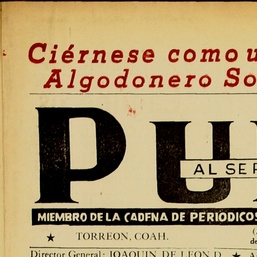 Ciérnese como u
Algodonero So
PU
AL SER
MIEMBRO DE LA CADENA DE PERIODICOS
★ TORREON, COAH.
Director General: JOAQUIN DE LEON D. ★ A